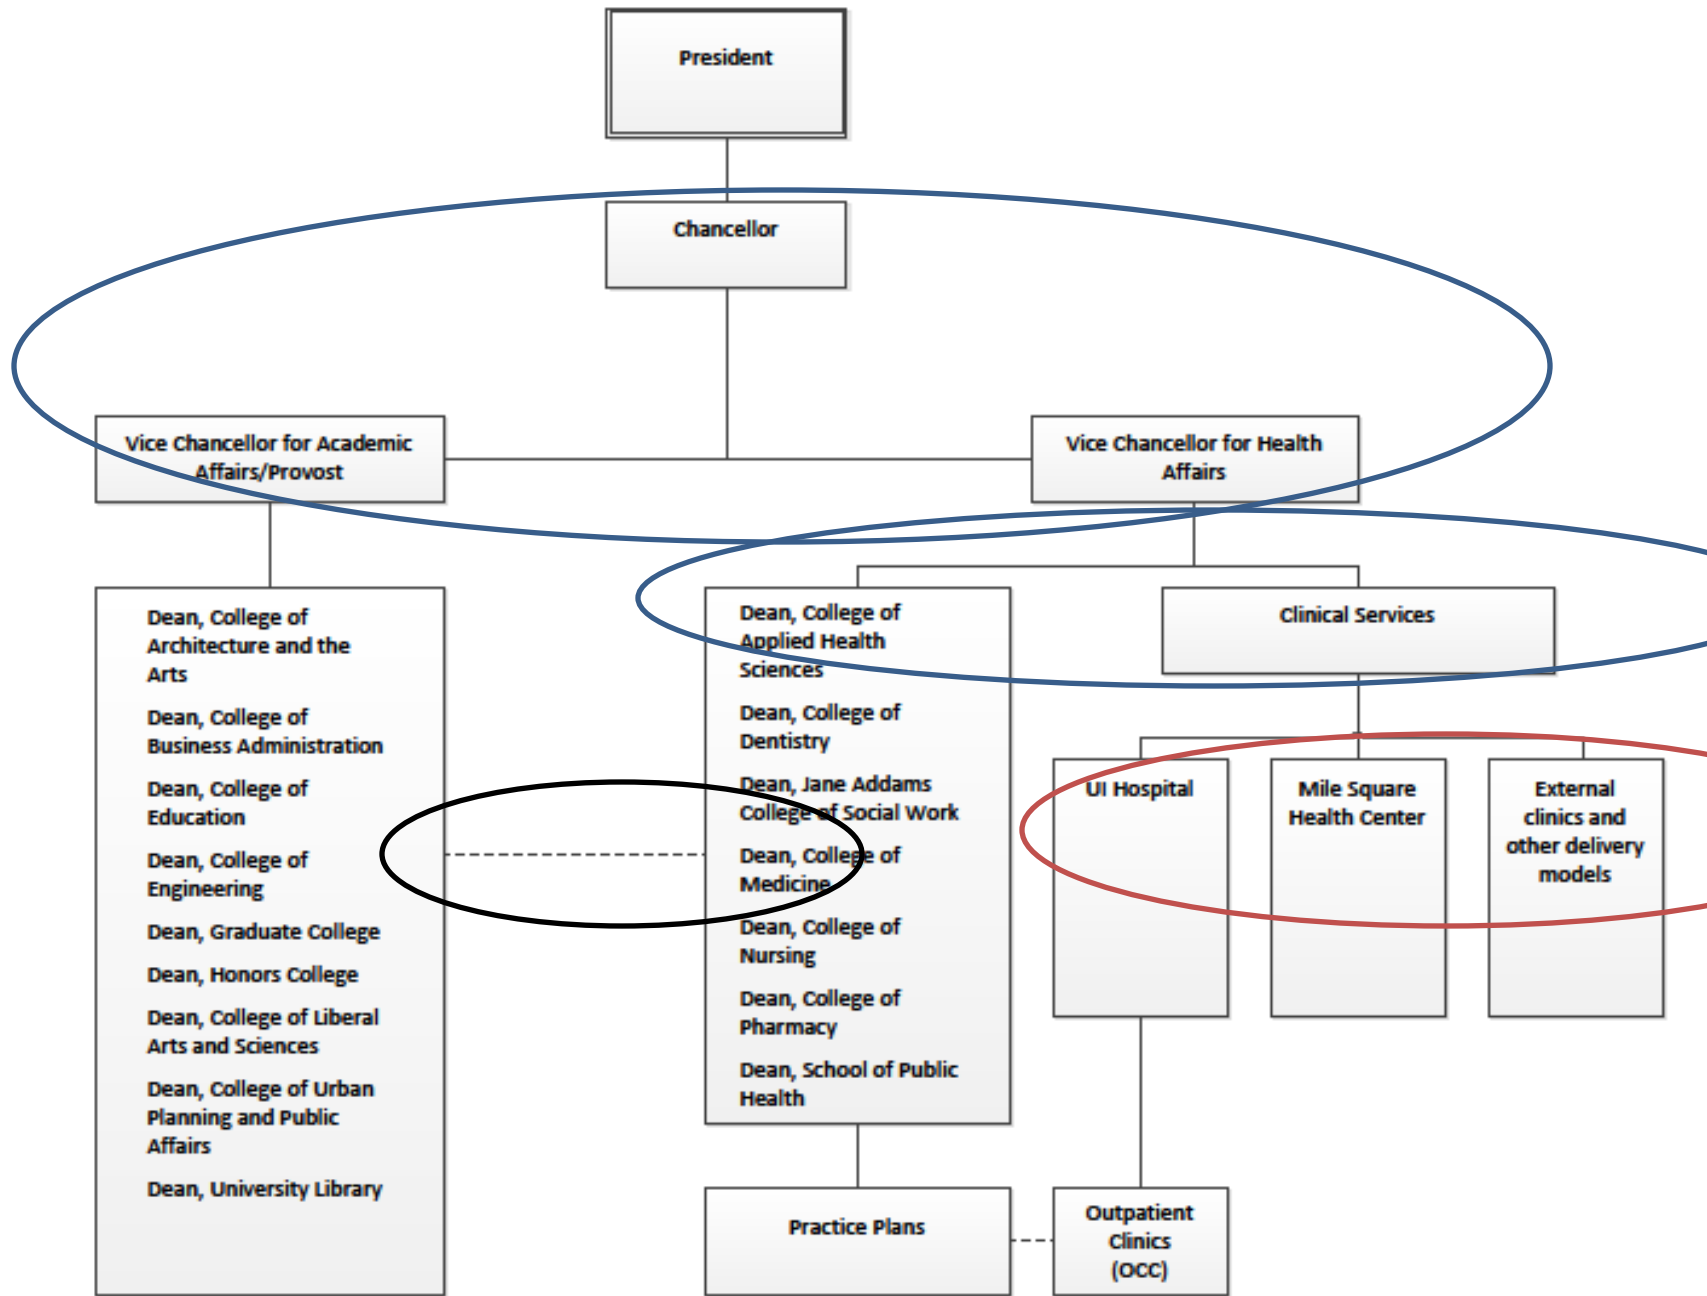 President
Chancellor
Vice Chancellor for Academic
Affairs/Provost
Vice Chancellor for Health
Affairs
Dean, College of
Architecture and the
Arts
Dean, College of
Business Administration
Dean, College of
Education
Dean, College of
Engineering
Dean, Graduate College
Dean, Honors College
Dean, College of Liberal
Arts and Sciences
Dean, College of Urban
Planning and Public
Affairs
Dean, University Library
Dean, College of
Applied Health
Sciences
Dean, College of
Dentistry
Dean, Jane Addams
College of Social Work
Dean, College of
Medicine
Dean, College of
Nursing
Dean, College of
Pharmacy
Dean, School of Public
Health
Clinical Services
UI Hospital
Mile Square
Health Center
External
clinics and
other delivery
models
Practice Plans
Outpatient
Clinics
(OCC)